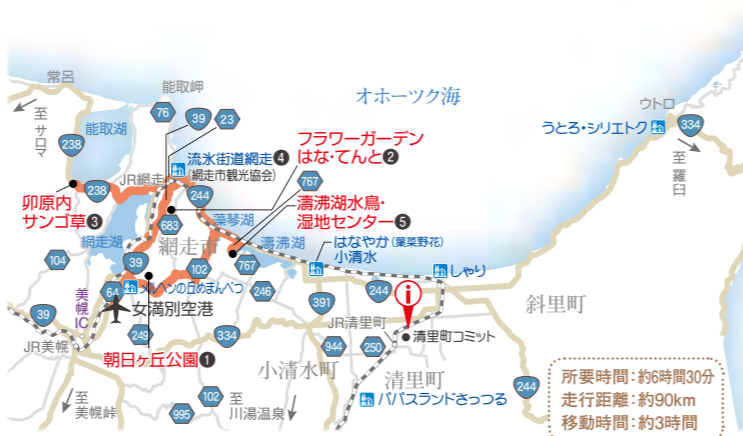 オホーツク海
能取岬
常呂
至サロマ
能取湖
76
39
23
238
238
卯原内
サンゴ草❸
JR網走
流氷街道網走❹
(網走市観光協会)
フラワーガーデン
はな・てんと❷
767
244
藻琴湖
濤沸湖水鳥・
湿地センター❺
濤沸湖
はなやか(葉菜野花)
小清水
しゃり
ウトロ
うとろ・シリエトク
334
至羅臼
網走湖
683
網走市
104
39
102
767
246
64
メルヘンの丘めまんべつ
女満別空港
39
美幌IC
JR美幌
249
朝日ヶ丘公園❶
334
391
244
i
斜里町
JR清里町
清里町コミット
944
250
小清水町
清里町
パパスランドさっつる
244
至美幌峠
995
102
至川湯温泉
所要時間:約6時間30分
走行距離:約90km
移動時間:約3時間